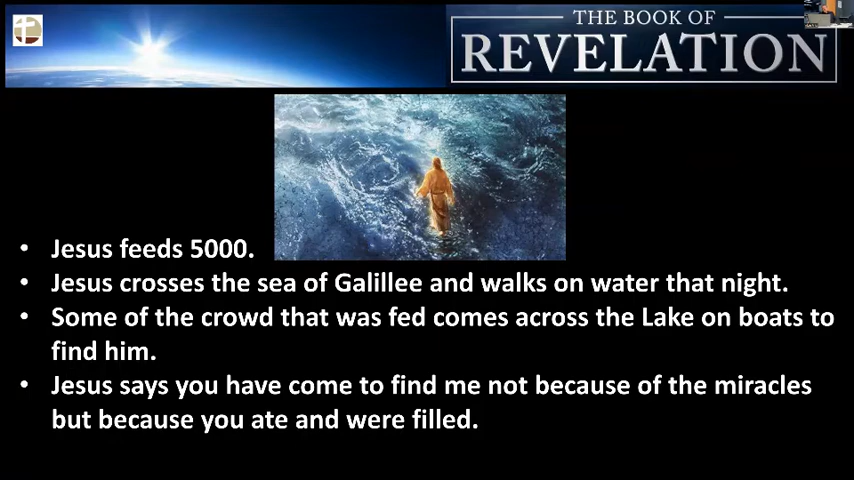 THE BOOK OF
REVELATION
• Jesus feeds 5000.
• Jesus crosses the sea of Galillee and walks on water that night.
• Some of the crowd that was fed comes across the Lake on boats to
find him.
• Jesus says you have come to find me not because of the miracles
but because you ate and were filled.